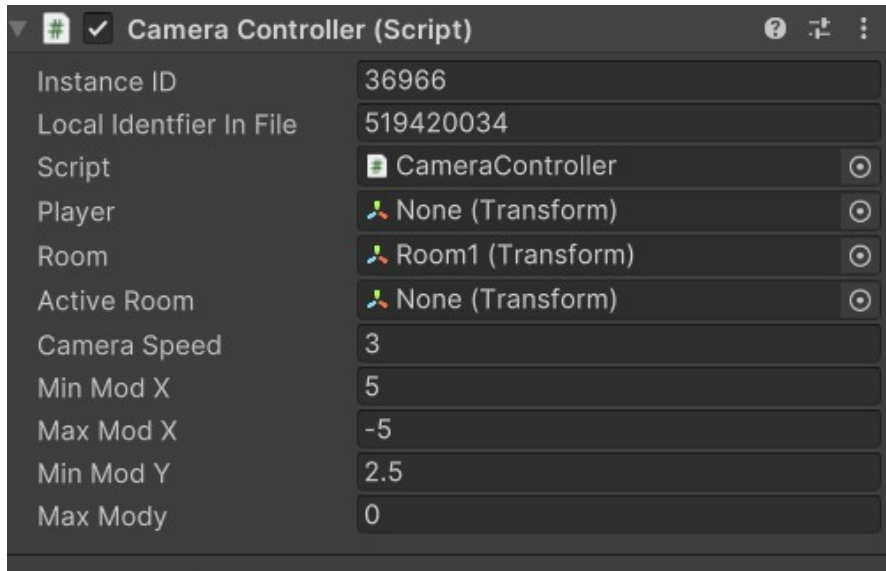 Camera Controller (Script)
Instance ID 36966
Local Identfier In File 519420034
Script # CameraController
Player None (Transform)
Room Room1 (Transform)
Active Room None (Transform)
Camera Speed 3
Min Mod X 5
Max Mod X -5
Min Mod Y 2.5
Max Mody 0